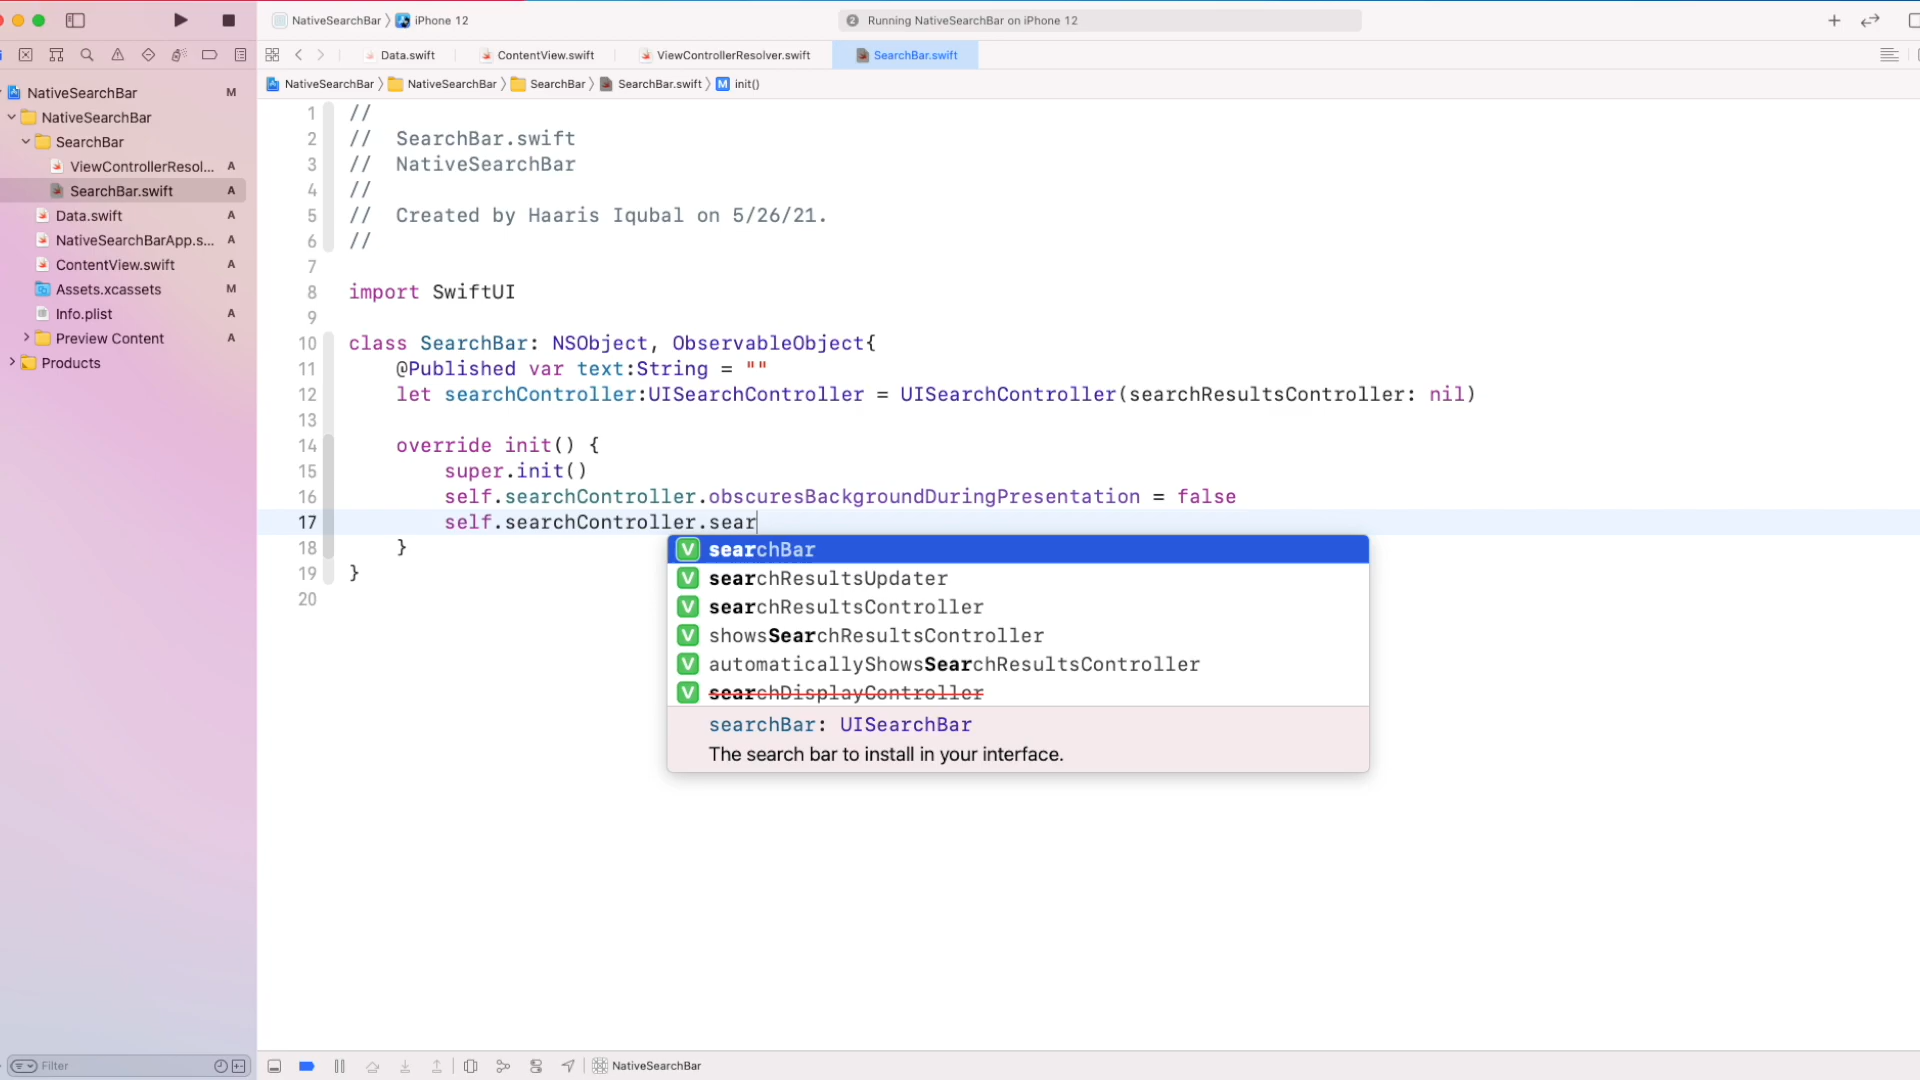 NativeSearchBar 〉 iPhone 12
2 Running NativeSearchBar on iPhone 12
Data.swift
ContentView.swift
ViewControllerResolver.swift
SearchBar.swift
NativeSearchBar 〉 NativeSearchBar 〉 SearchBar 〉 SearchBar.swift 〉 M init()
NativeSearchBar M
NativeSearchBar
SearchBar
ViewControllerResol... A
SearchBar.swift A
Data.swift A
NativeSearchBarApp.s... A
ContentView.swift A
Assets.xcassets M
Info.plist A
Preview Content A
Products
1 //
2 //  SearchBar.swift
3 //  NativeSearchBar
4 //
5 //  Created by Haaris Iqubal on 5/26/21.
6 //
7
8 import SwiftUI
9
10 class SearchBar: NSObject, ObservableObject{
11     @Published var text:String = ""
12     let searchController:UISearchController = UISearchController(searchResultsController: nil)
13
14     override init() {
15         super.init()
16         self.searchController.obscuresBackgroundDuringPresentation = false
17         self.searchController.sear
18     }
19 }
20
V searchBar
V searchResultsUpdater
V searchResultsController
V showsSearchResultsController
V automaticallyShowsSearchResultsController
V searchDisplayController
searchBar: UISearchBar
The search bar to install in your interface.
Filter
NativeSearchBar